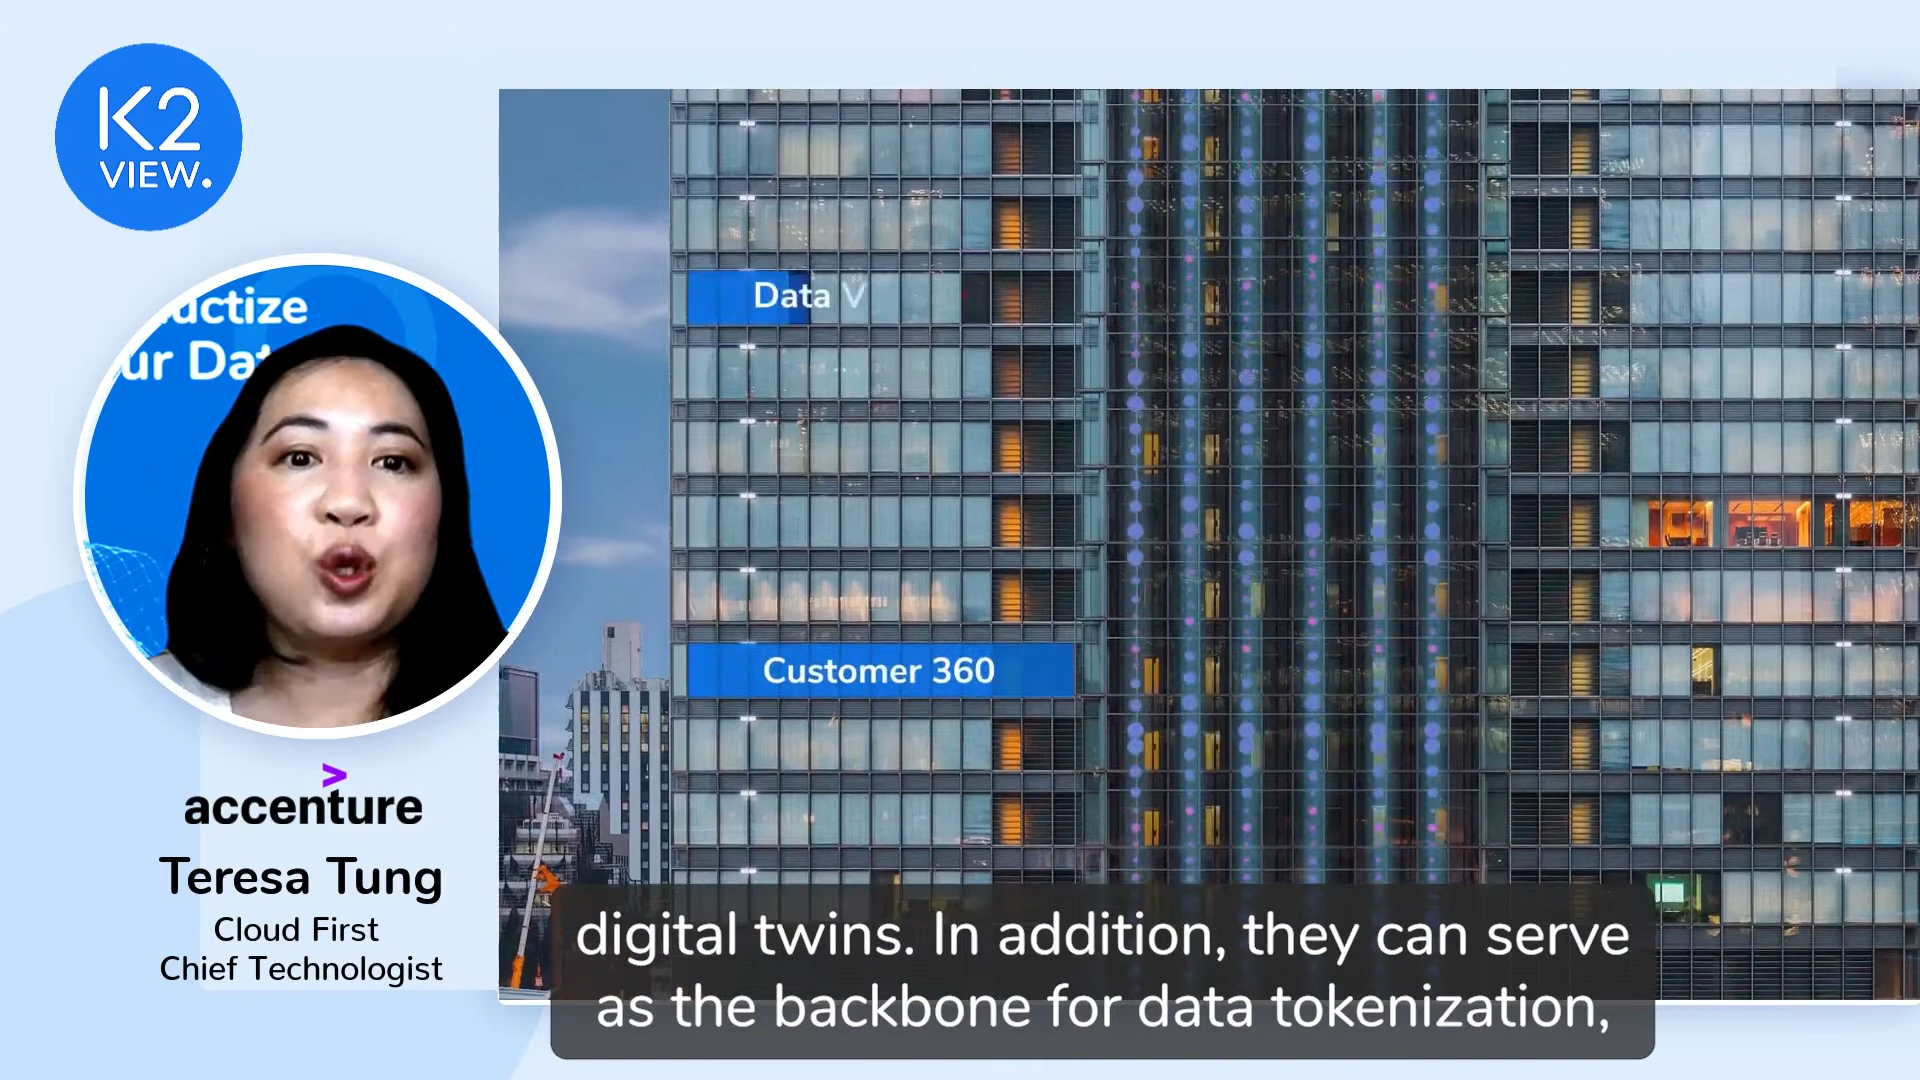 K2
VIEW.
uctize
ur Dat
Data V
Customer 360
accenture
Teresa Tung
Cloud First
Chief Technologist
digital twins. In addition, they can serve
as the backbone for data tokenization,